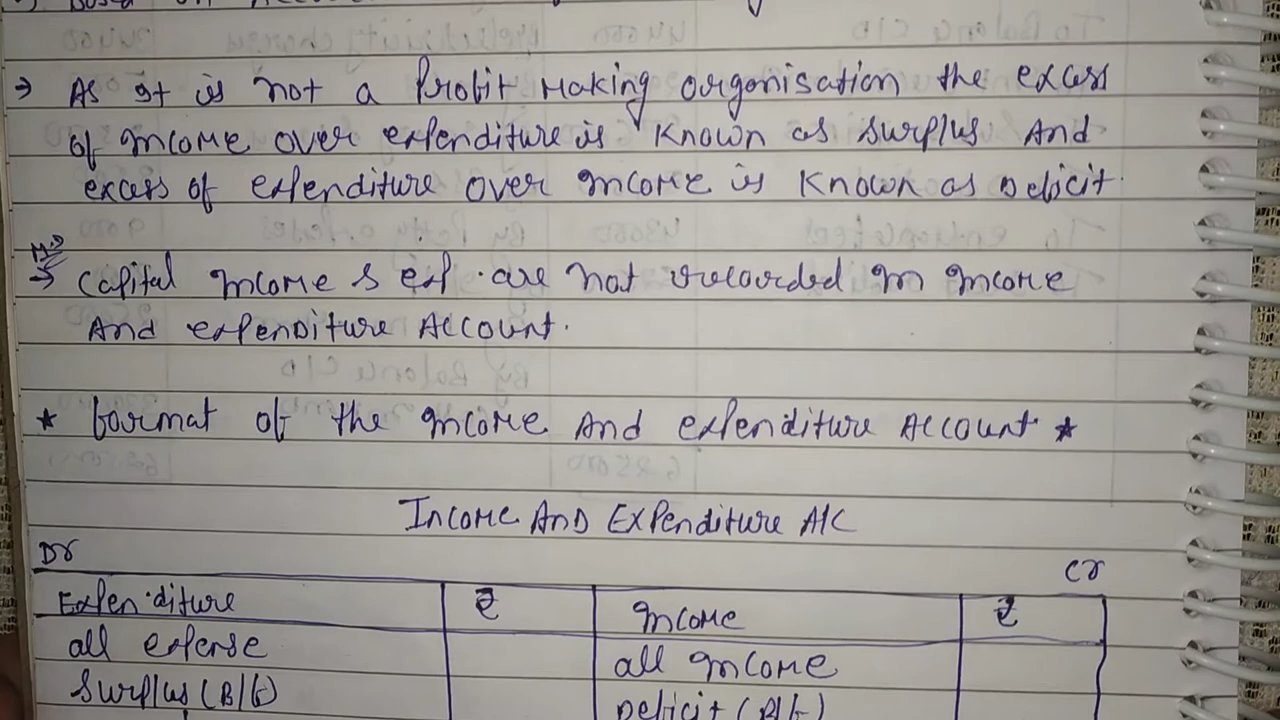 → As It is not a Profit Making organisation the excess
of Income over expenditure is known as surplus And
excess of expenditure over income is known as Deficit.
→ Capital Income & exp. are not recorded in Income
And expenditure Account.
* format of the Income And expenditure Account *
Income And Expenditure A/C
Dr
Cr
Expenditure ₹ Income ₹
all expense all Income
Surplus (B/f) Deficit (B/f)